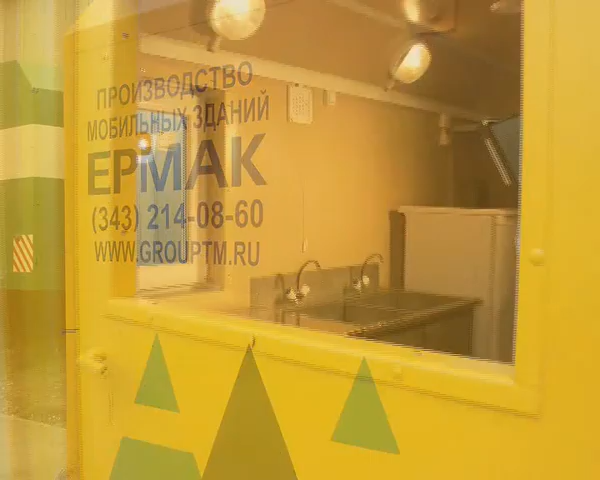 ПРОИЗВОДСТВО
МОБИЛЬНЫХ ЗДАНИЙ
ЕРМАК
(343) 214-08-60
WWW.GROUPTM.RU